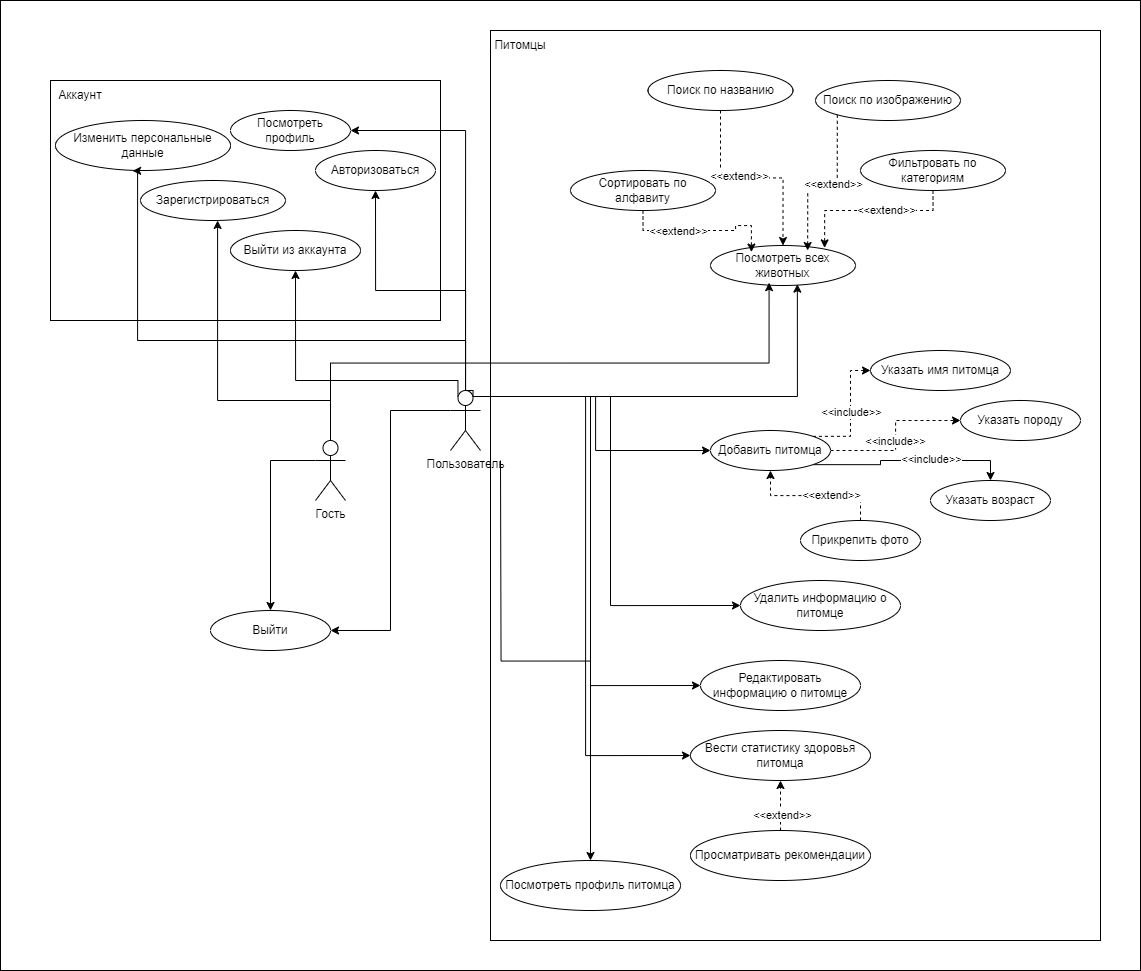 Питомцы
Аккаунт
Поиск по названию
Поиск по изображению
Посмотреть
профиль
Изменить персональные
данные
Авторизоваться
Фильтровать по
категориям
<<extend>>
<<extend>>
Сортировать по
алфавиту
Зарегистрироваться
<<extend>>
<<extend>>
Выйти из аккаунта
Посмотреть всех
животных
Указать имя питомца
<<include>>
Указать породу
<<include>>
Добавить питомца
<<include>>
Пользователь
Указать возраст
<<extend>>
Гость
Прикрепить фото
Удалить информацию о
питомце
Выйти
Редактировать
информацию о питомце
Вести статистику здоровья
питомца
<<extend>>
Просматривать рекомендации
Посмотреть профиль питомца